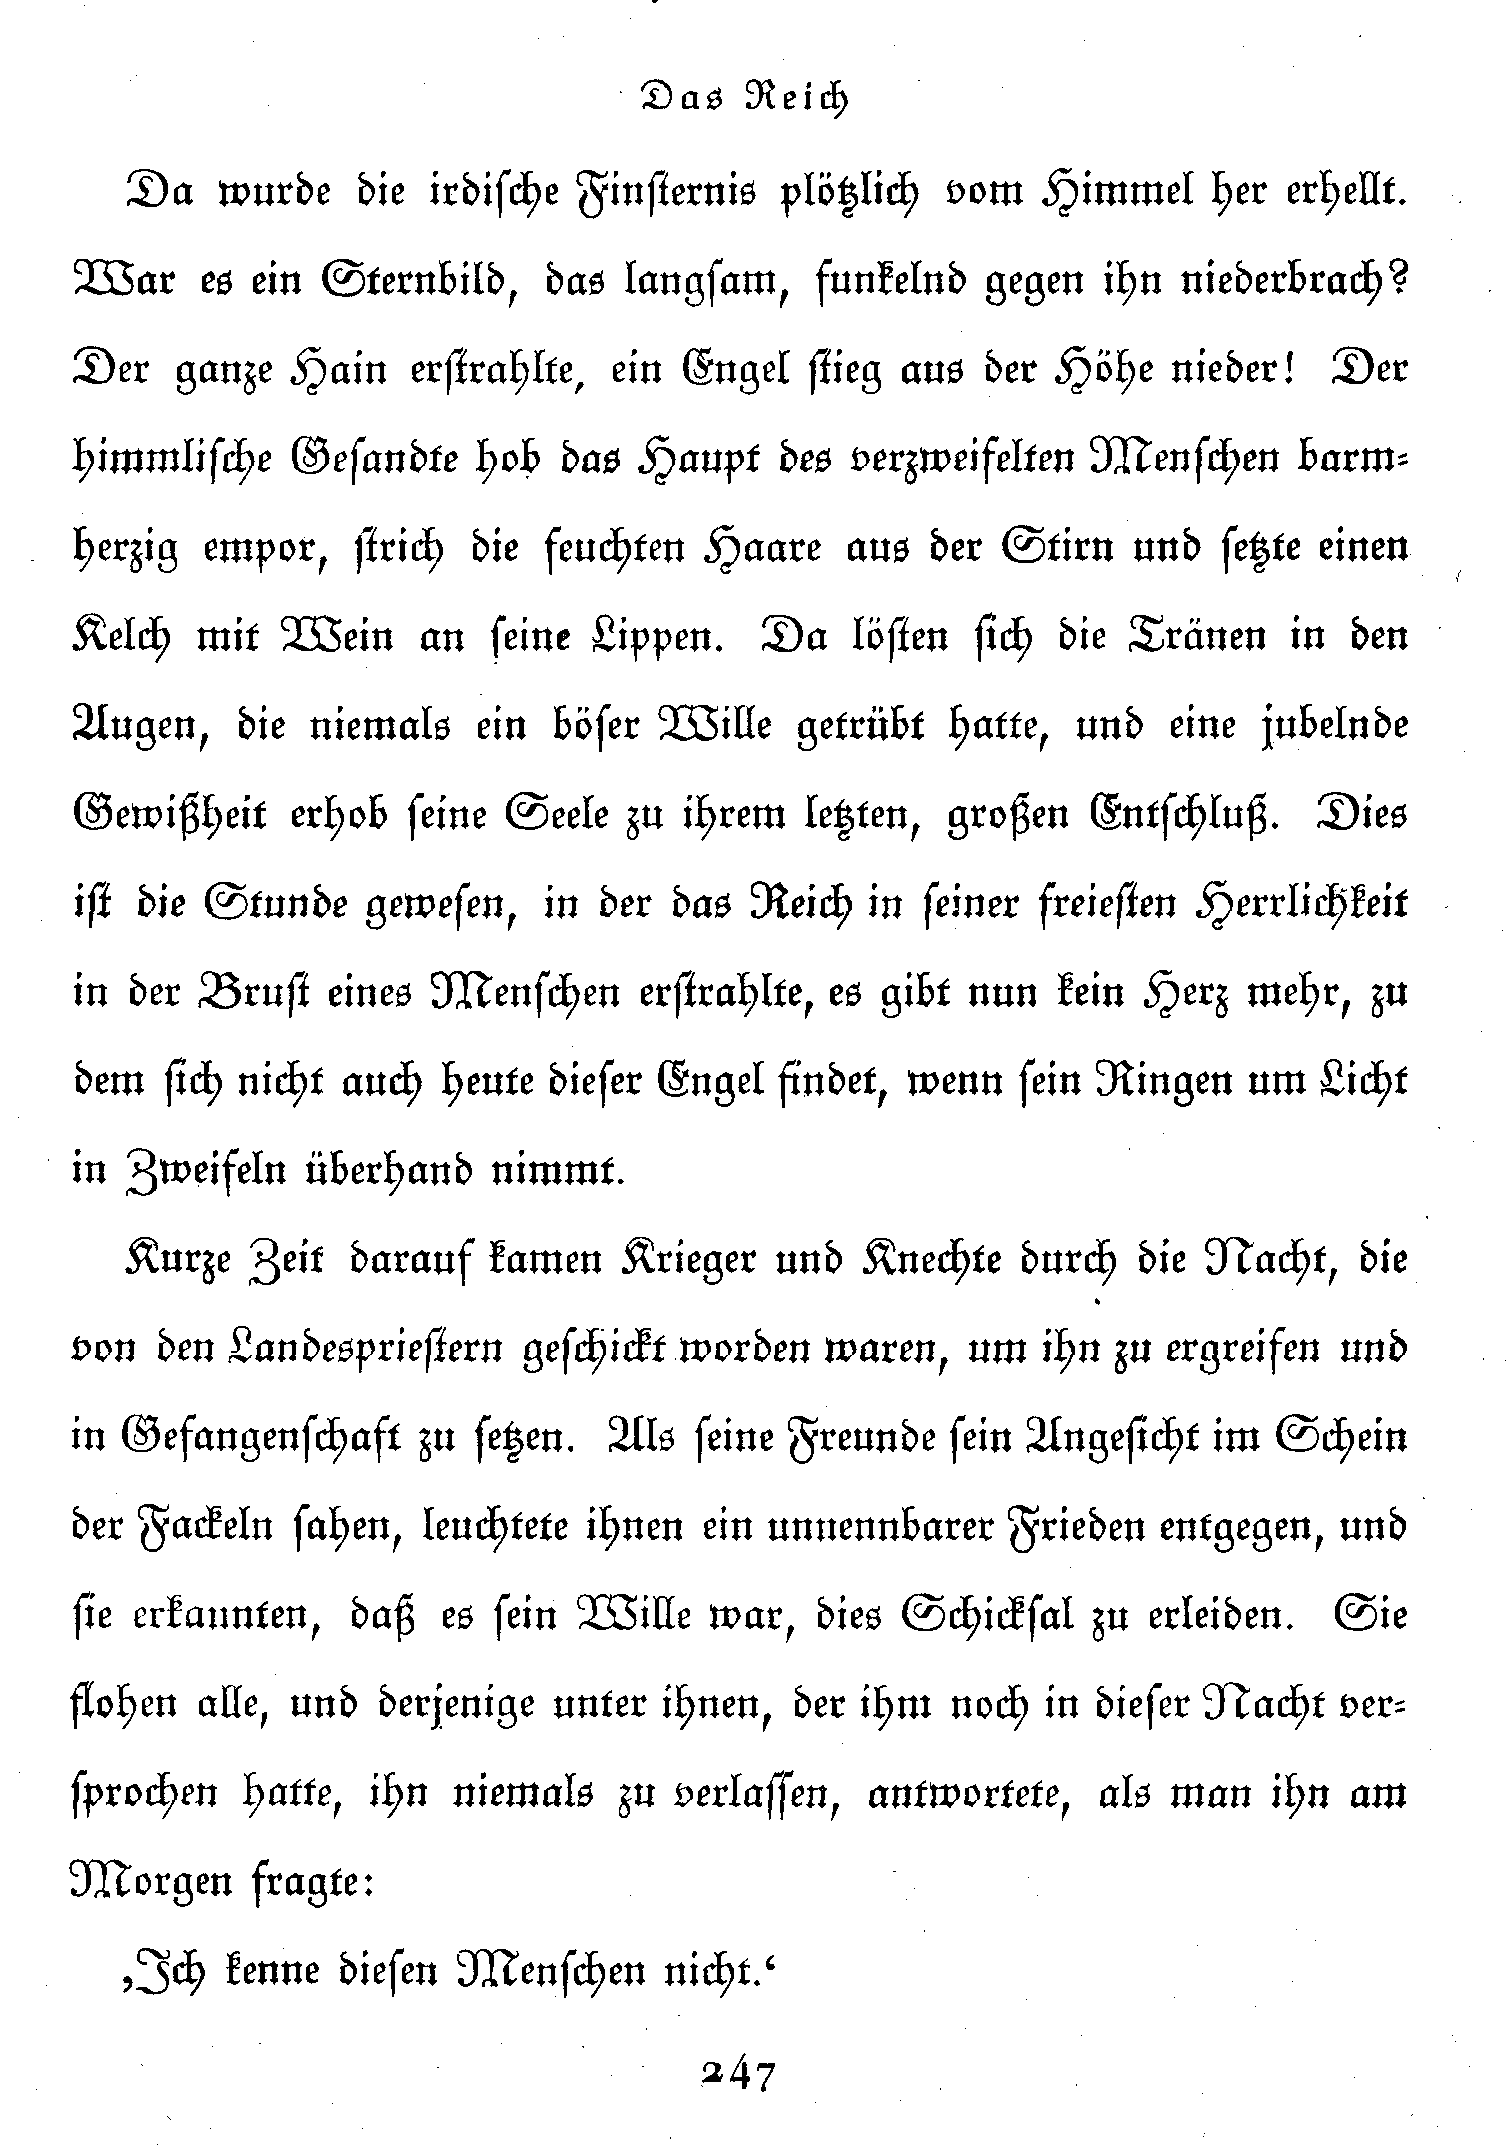 Das Reich
Da wurde die irdiſche Finſternis plötzlich vom Himmel her erhellt.
War es ein Sternbild, das langſam, funkelnd gegen ihn niederbrach?
Der ganze Hain erſtrahlte, ein Engel ſtieg aus der Höhe nieder! Der
himmliſche Geſandte hob das Haupt des verzweifelten Menſchen barm⸗
herzig empor, ſtrich die feuchten Haare aus der Stirn und ſetzte einen
Kelch mit Wein an ſeine Lippen. Da löſten ſich die Tränen in den
Augen, die niemals ein böſer Wille getrübt hatte, und eine jubelnde
Gewißheit erhob ſeine Seele zu ihrem letzten, großen Entſchluß. Dies
iſt die Stunde geweſen, in der das Reich in ſeiner freieſten Herrlichkeit
in der Bruſt eines Menſchen erſtrahlte, es gibt nun kein Herz mehr, zu
dem ſich nicht auch heute dieſer Engel findet, wenn ſein Ringen um Licht
in Zweifeln überhand nimmt.
Kurze Zeit darauf kamen Krieger und Knechte durch die Nacht, die
von den Landesprieſtern geſchickt worden waren, um ihn zu ergreifen und
in Gefangenſchaft zu ſetzen. Als ſeine Freunde ſein Angeſicht im Schein
der Fackeln ſahen, leuchtete ihnen ein unnennbarer Frieden entgegen, und
ſie erkannten, daß es ſein Wille war, dies Schickſal zu erleiden. Sie
flohen alle, und derjenige unter ihnen, der ihm noch in dieſer Nacht ver⸗
ſprochen hatte, ihn niemals zu verlaſſen, antwortete, als man ihn am
Morgen fragte:
‚Ich kenne dieſen Menſchen nicht.‘
247